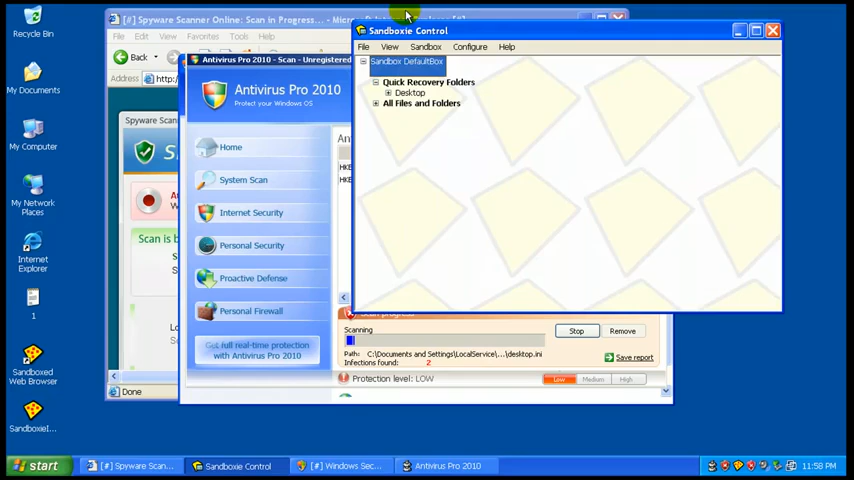 Recycle Bin
My Documents
My Computer
My Network
Places
Internet
Explorer
1
Sandboxed
Web Browser
SandboxieI...
[#] Spyware Scanner Online: Scan in Progress...
File Edit View Favorites Tools
Back
Address http:/
Spyware Scan
Scan is b
Done
Antivirus Pro 2010 - Scan - Unregistered
Antivirus Pro 2010
Protect your Windows OS
Home
System Scan
Internet Security
Personal Security
Proactive Defense
Personal Firewall
Get full real-time protection
with Antivirus Pro 2010
Sandboxie Control
File View Sandbox Configure Help
Sandbox DefaultBox
Quick Recovery Folders
Desktop
All Files and Folders
Scanning
Stop Remove
Path: C:\Documents and Settings\LocalService\...\desktop.ini
Infections found: 2
Save report
Protection level: LOW
Low Medium High
start
[#] Spyware Scan...
Sandboxie Control
[#] Windows Sec...
Antivirus Pro 2010
11:58 PM